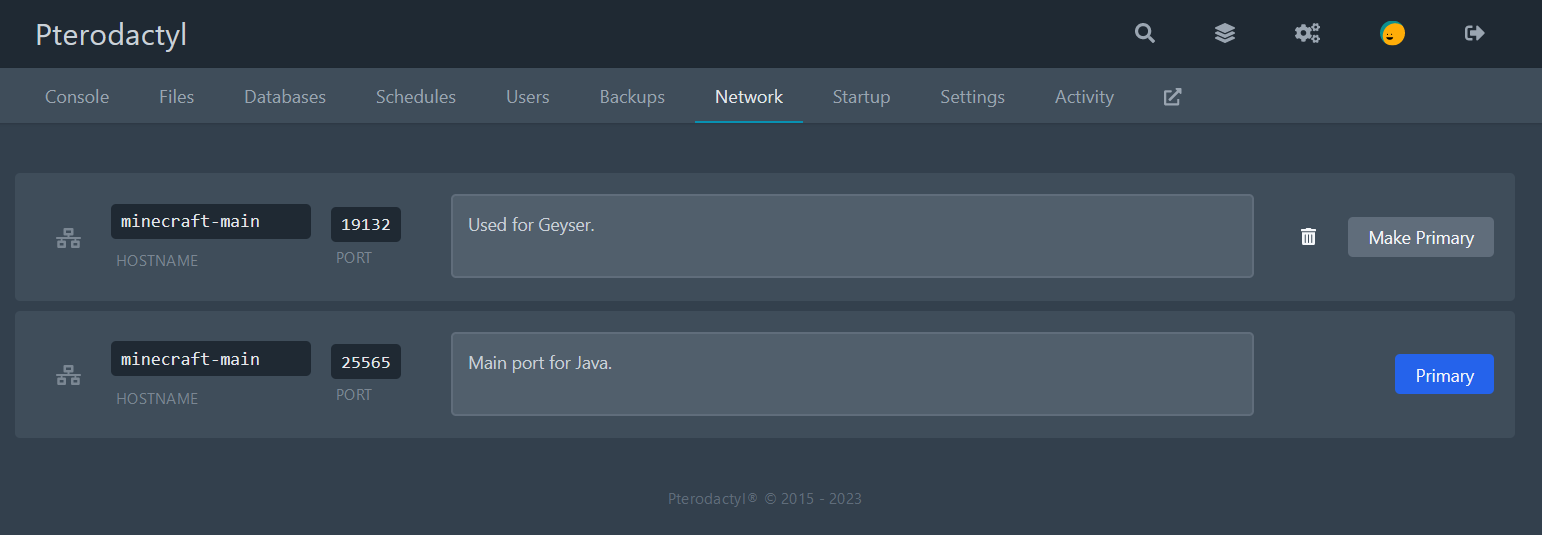 Pterodactyl
Console Files Databases Schedules Users Backups Network Startup Settings Activity
minecraft-main
HOSTNAME
19132
PORT
Used for Geyser.
Make Primary
minecraft-main
HOSTNAME
25565
PORT
Main port for Java.
Primary
Pterodactyl® © 2015 - 2023